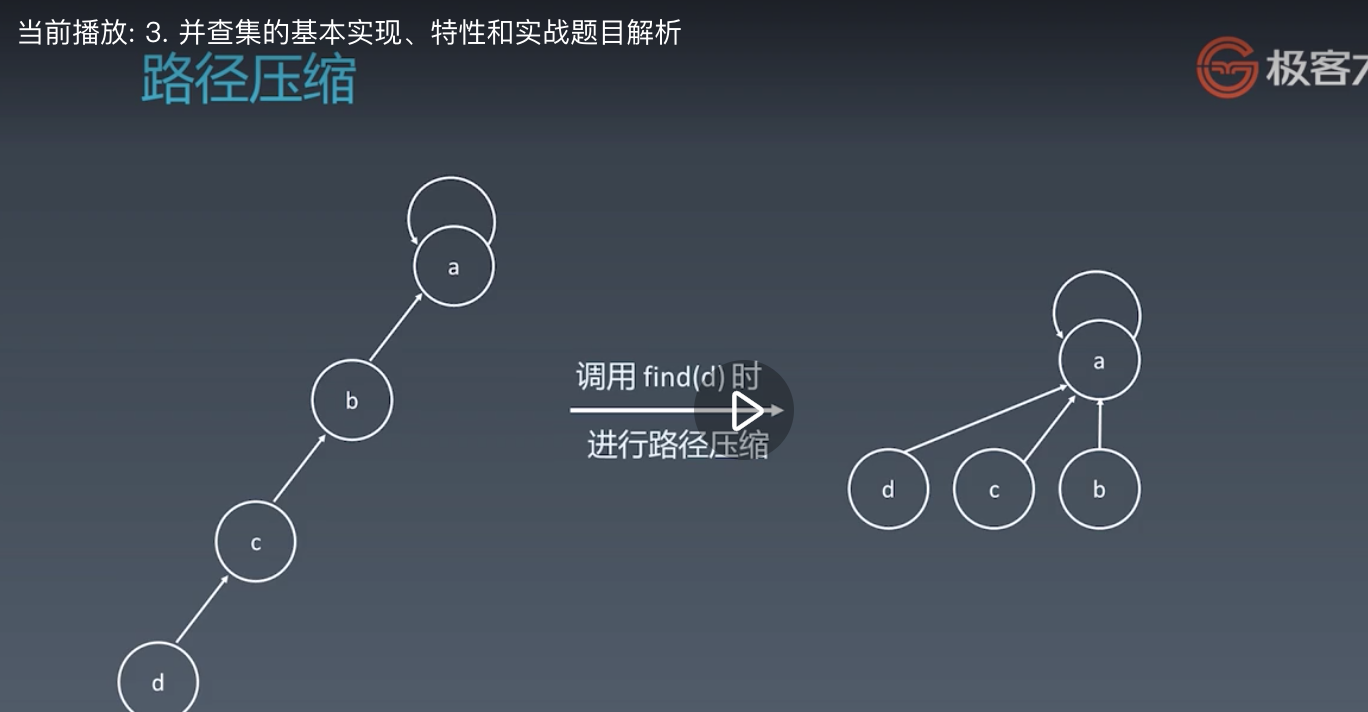 当前播放: 3. 并查集的基本实现、特性和实战题目解析
路径压缩
极客
a
b
c
d
调用 find(d) 时
进行路径压缩
a
d
c
b